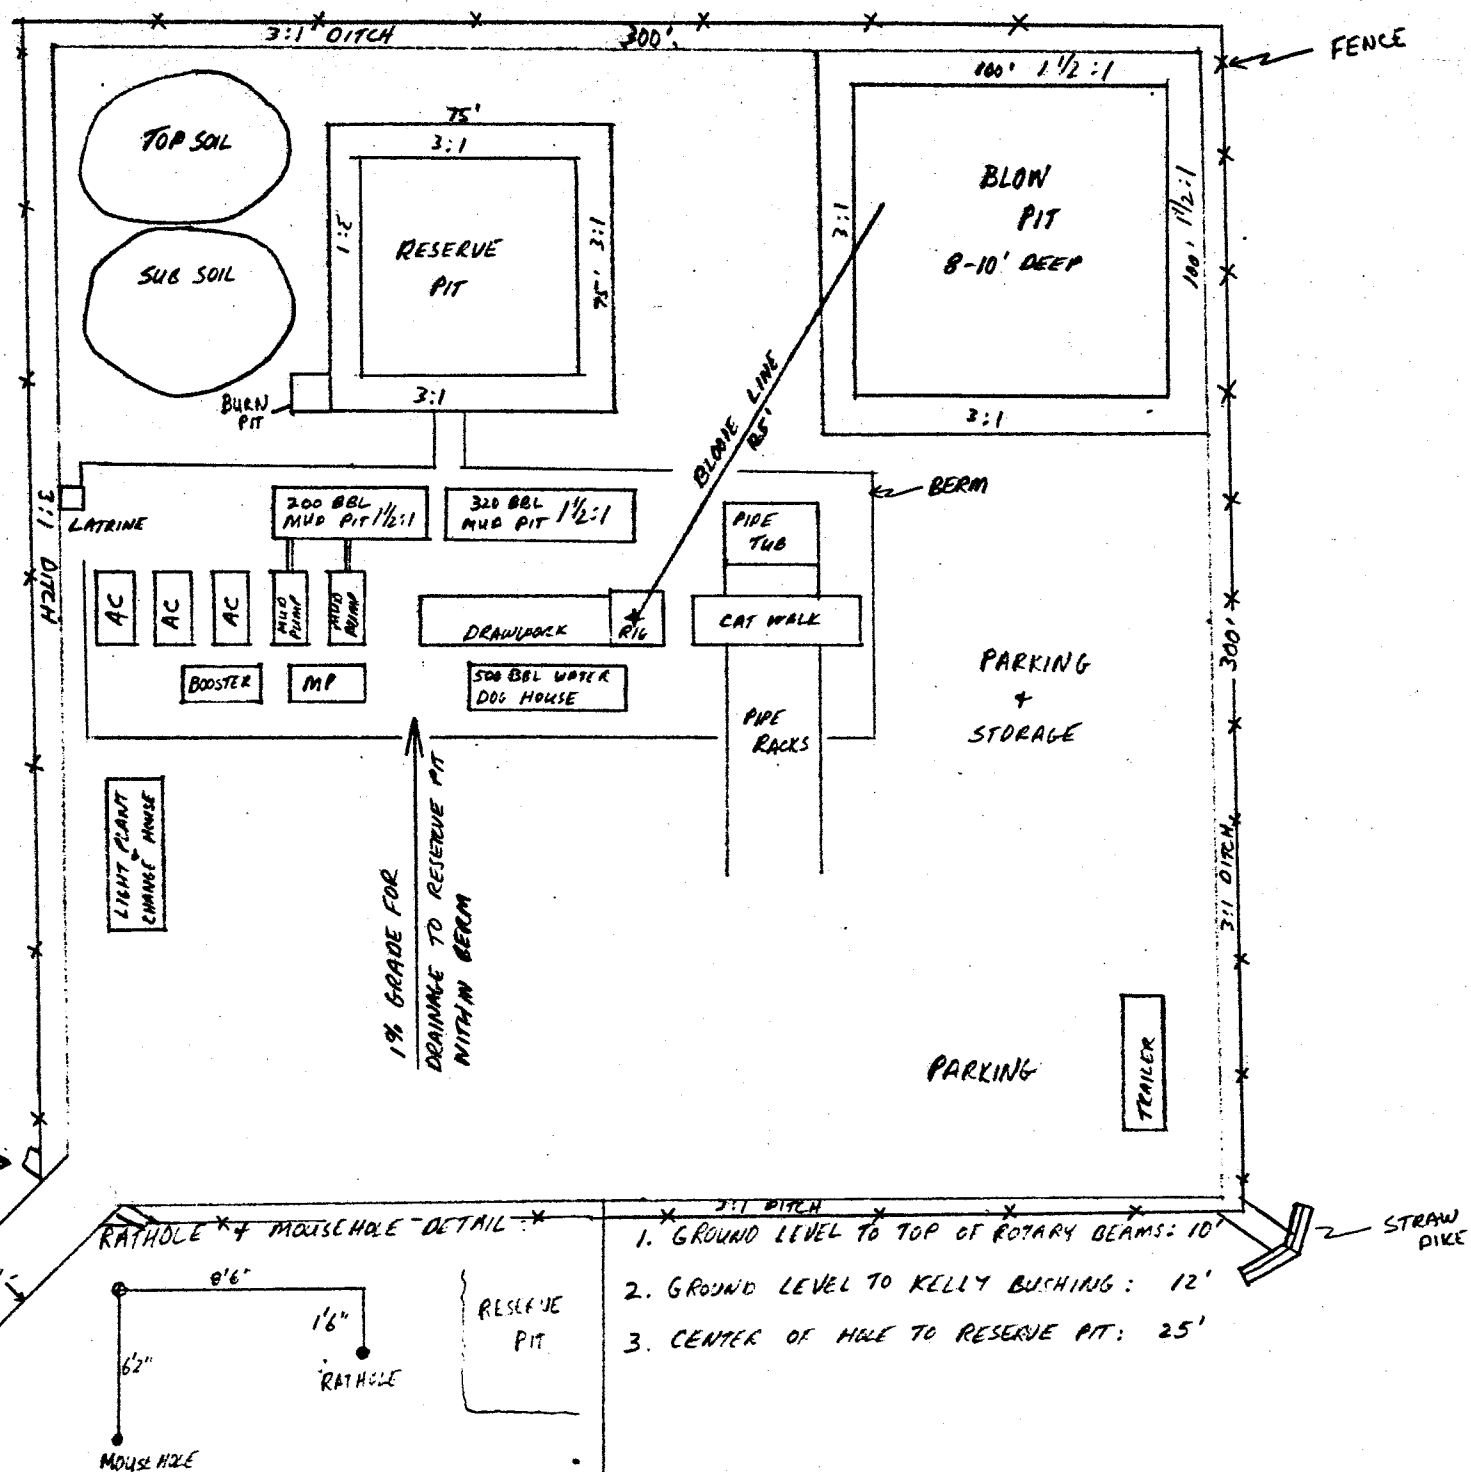 3:1 DITCH
300'
FENCE
100' 1 1/2:1
75'
TOP SOIL
3:1
BLOW
PIT
8-10' DEEP
3:1
100' 1 1/2:1
3:1
RESERVE
PIT
75' 3:1
SUB SOIL
BLOOIE LINE
BURN
PIT
3:1
3:1
BERM
3:1 DITCH
LATRINE
200 BBL
MUD PIT 1 1/2:1
320 BBL
MUD PIT 1 1/2:1
PIPE
TUB
AC
AC
AC
MUD
PUMP
MUD
PUMP
DRAWWORK
RIG
CAT WALK
300'
PARKING
+
STORAGE
BOOSTER
MP
500 BBL WATER
DOG HOUSE
PIPE
RACKS
LIGHT PLANT
CHANGE HOUSE
1% GRADE FOR
DRAINAGE TO RESERVE PIT
WITHIN BERM
3:1 DITCH
PARKING
TRAILER
DITCH
STRAW
DIKE
RATHOLE + MOUSEHOLE DETAIL:
8'6"
1'6"
RATHOLE
6'2"
MOUSEHOLE
RESERVE
PIT
1. GROUND LEVEL TO TOP OF ROTARY BEAMS: 10'
2. GROUND LEVEL TO KELLY BUSHING: 12'
3. CENTER OF HOLE TO RESERVE PIT: 25'